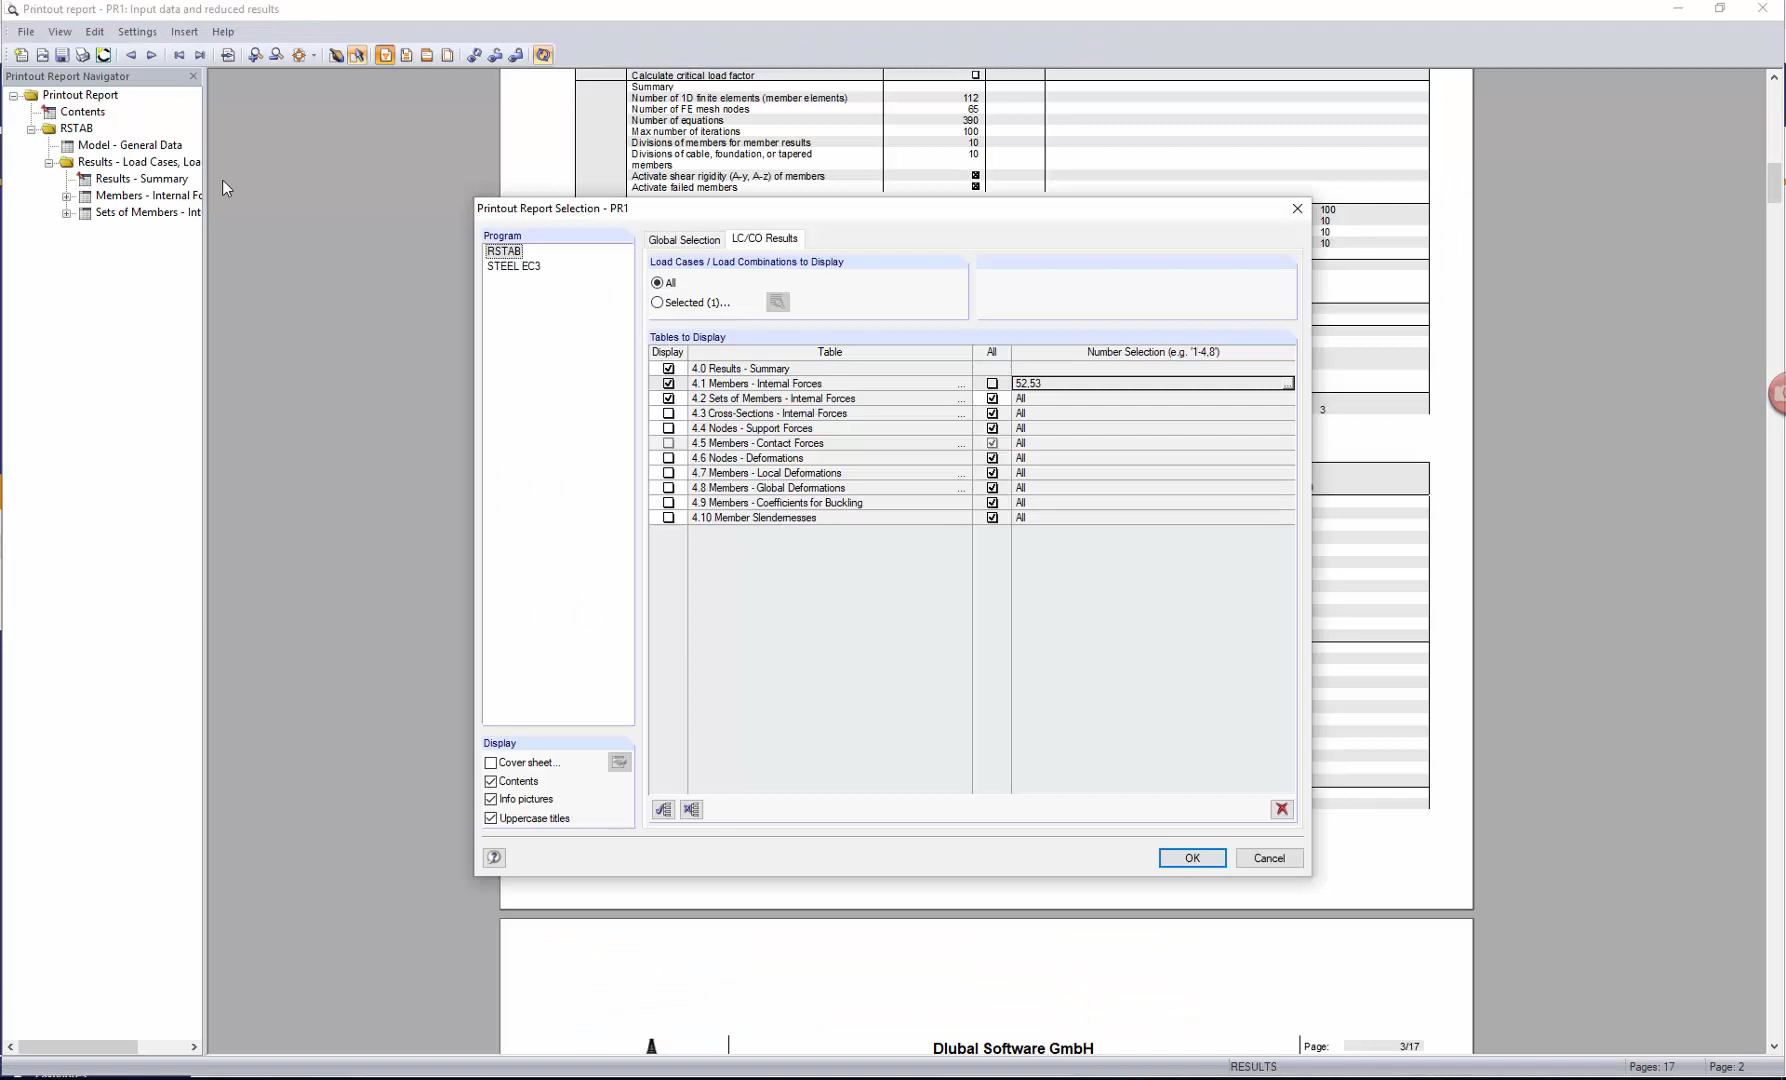 Printout report - PR1: Input data and reduced results
File View Edit Settings Insert Help
Printout Report Navigator
Printout Report
Contents
RSTAB
Model - General Data
Results - Load Cases, Loa
Results - Summary
Members - Internal Fo
Sets of Members - Int
Calculate critical load factor
Summary
Number of 1D finite elements (member elements) 112
Number of FE mesh nodes 65
Number of equations 390
Max number of iterations 100
Divisions of members for member results 10
Divisions of cable, foundation, or tapered 10
members
Activate shear rigidity (A-y, A-z) of members
Activate failed members
100
10
10
10
3
Printout Report Selection - PR1
Program
RSTAB
STEEL EC3
Global Selection LC/CO Results
Load Cases / Load Combinations to Display
All
Selected (1)...
Tables to Display
Display Table All Number Selection (e.g. '1-4,8')
4.0 Results - Summary
4.1 Members - Internal Forces ... 52,53 ...
4.2 Sets of Members - Internal Forces ... All
4.3 Cross-Sections - Internal Forces ... All
4.4 Nodes - Support Forces All
4.5 Members - Contact Forces ... All
4.6 Nodes - Deformations All
4.7 Members - Local Deformations ... All
4.8 Members - Global Deformations ... All
4.9 Members - Coefficients for Buckling All
4.10 Member Slendernesses All
Display
Cover sheet...
Contents
Info pictures
Uppercase titles
OK Cancel
Dlubal Software GmbH
Page: 3/17
RESULTS Pages: 17 Page: 2